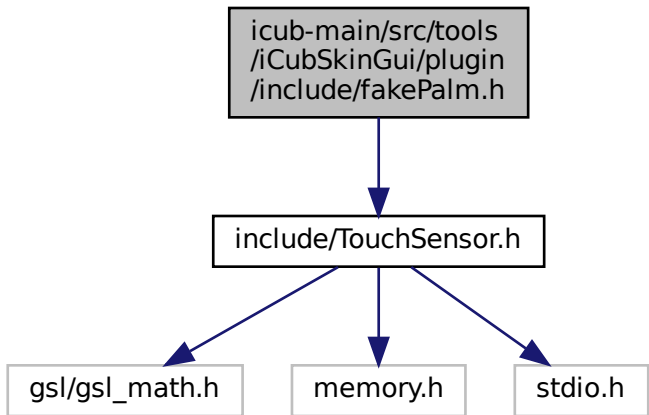 icub-main/src/tools
/iCubSkinGui/plugin
/include/fakePalm.h
include/TouchSensor.h
gsl/gsl_math.h
memory.h
stdio.h